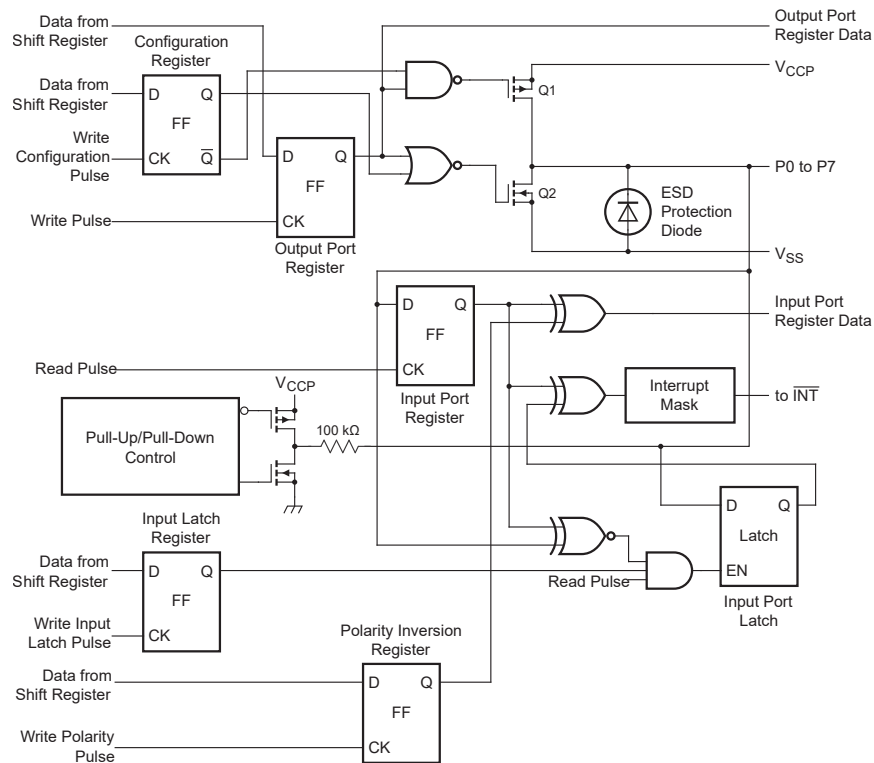 Data from
Shift Register
Configuration
Register
Output Port
Register Data
Data from
Shift Register
D
Q
FF
CK
Q̅
Write
Configuration
Pulse
Q1
V_CCP
D
Q
FF
CK
Q2
P0 to P7
ESD
Protection
Diode
Write Pulse
Output Port
Register
V_SS
D
Q
FF
CK
Input Port
Register Data
Read Pulse
Input Port
Register
Interrupt
Mask
to I̅N̅T̅
V_CCP
Pull-Up/Pull-Down
Control
100 kΩ
D
Q
Latch
EN
Input Port
Latch
Input Latch
Register
Data from
Shift Register
D
Q
FF
CK
Read Pulse
Write Input
Latch Pulse
Polarity Inversion
Register
Data from
Shift Register
D
Q
FF
CK
Write Polarity
Pulse